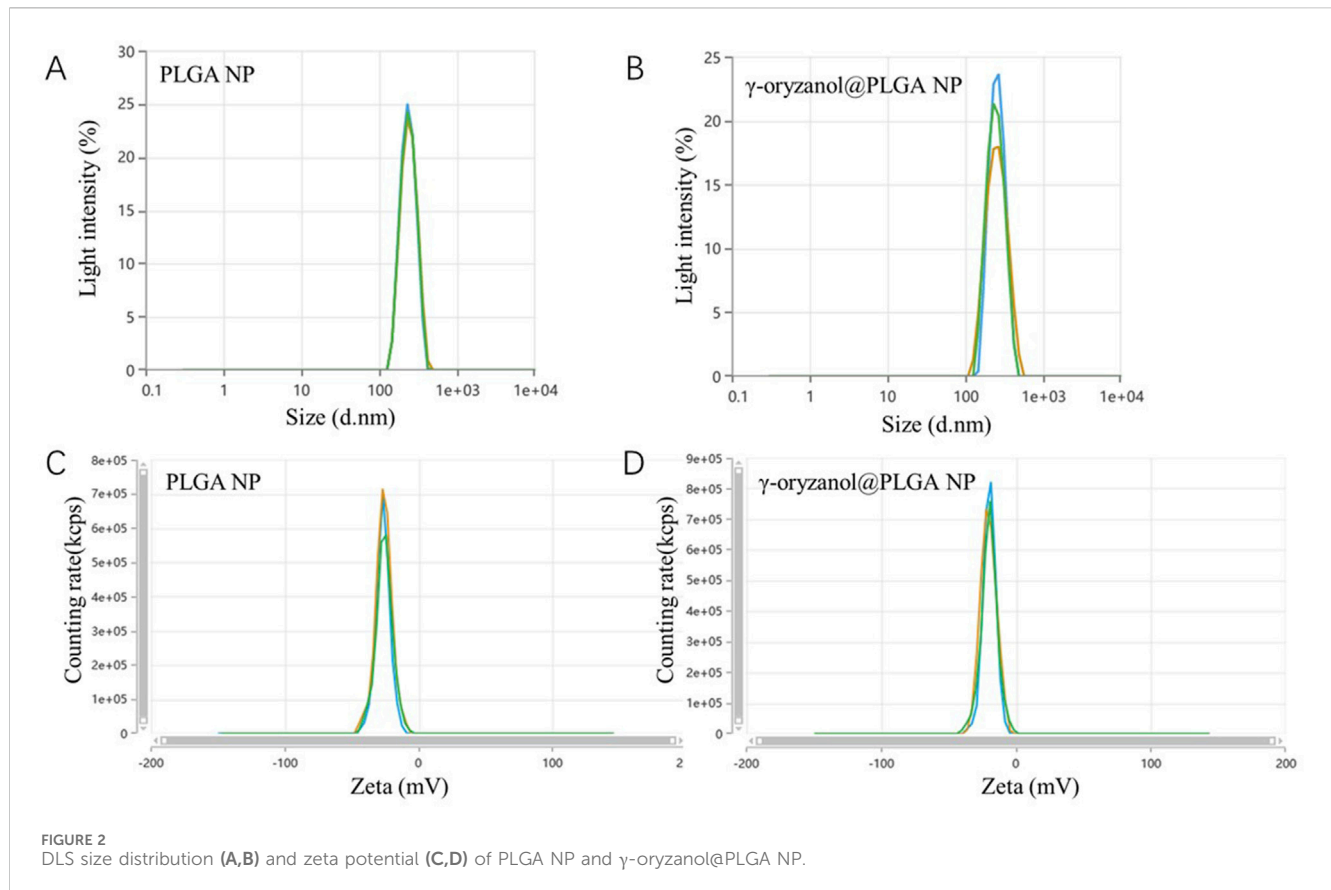 A
PLGA NP
Light intensity (%)
30
25
20
15
10
5
0
0.1 1 10 100 1e+03 1e+04
Size (d.nm)
B
γ-oryzanol@PLGA NP
Light intensity (%)
25
20
15
10
5
0
0.1 1 10 100 1e+03 1e+04
Size (d.nm)
C
PLGA NP
Counting rate(kcps)
8e+05
7e+05
6e+05
5e+05
4e+05
3e+05
2e+05
1e+05
0
-200 -100 0 100 2
Zeta (mV)
D
γ-oryzanol@PLGA NP
Counting rate(kcps)
9e+05
8e+05
7e+05
6e+05
5e+05
4e+05
3e+05
2e+05
1e+05
0
-200 -100 0 100 200
Zeta (mV)
FIGURE 2
DLS size distribution (A,B) and zeta potential (C,D) of PLGA NP and γ-oryzanol@PLGA NP.